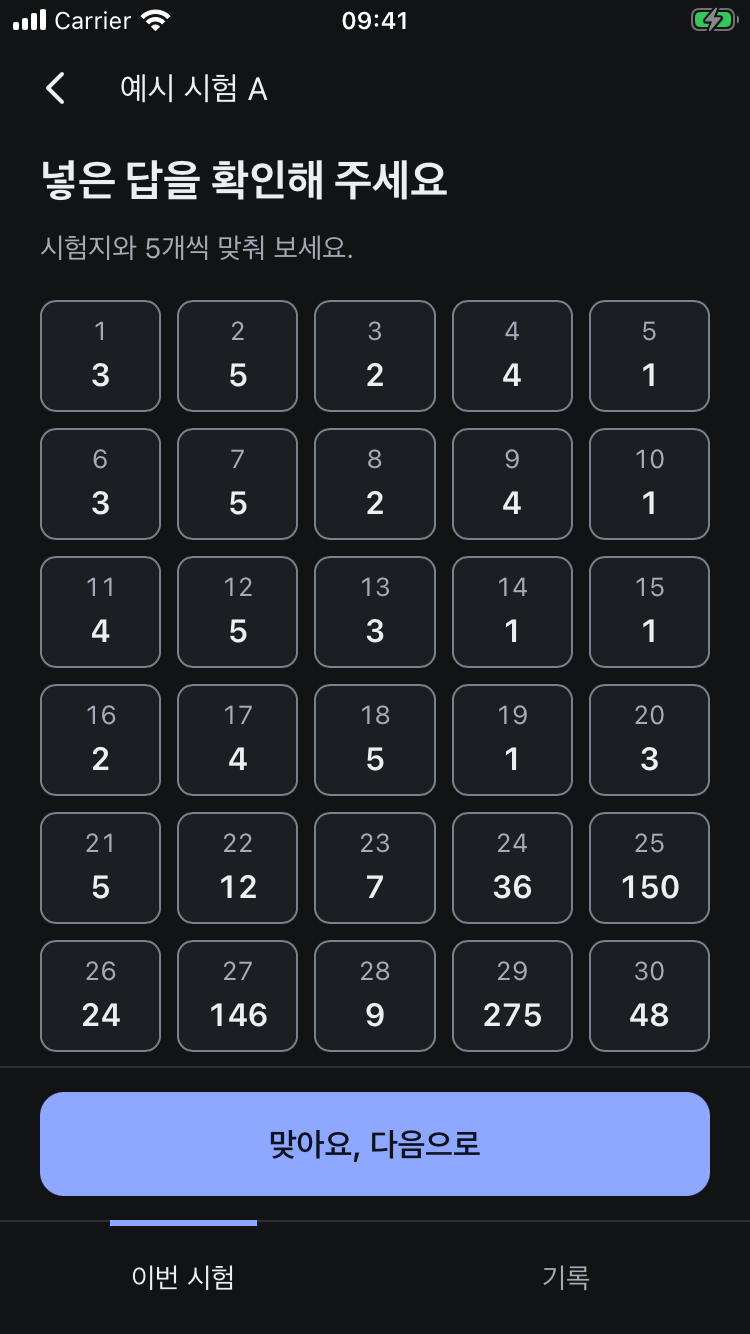 Carrier 09:41
예시 시험 A
넣은 답을 확인해 주세요
시험지와 5개씩 맞춰 보세요.
1 2 3 4 5
3 5 2 4 1
6 7 8 9 10
3 5 2 4 1
11 12 13 14 15
4 5 3 1 1
16 17 18 19 20
2 4 5 1 3
21 22 23 24 25
5 12 7 36 150
26 27 28 29 30
24 146 9 275 48
맞아요, 다음으로
이번 시험 기록